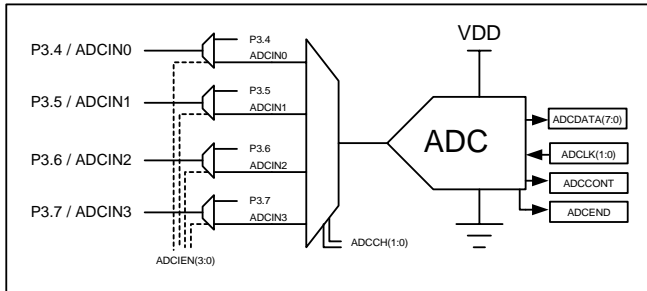 VDD
P3.4 / ADCIN0
P3.4
ADCIN0
P3.5 / ADCIN1
P3.5
ADCIN1
P3.6 / ADCIN2
P3.6
ADCIN2
P3.7 / ADCIN3
P3.7
ADCIN3
ADCIEN(3:0)
ADCCH(1:0)
ADC
ADCDATA(7:0)
ADCLK(1:0)
ADCCONT
ADCEND